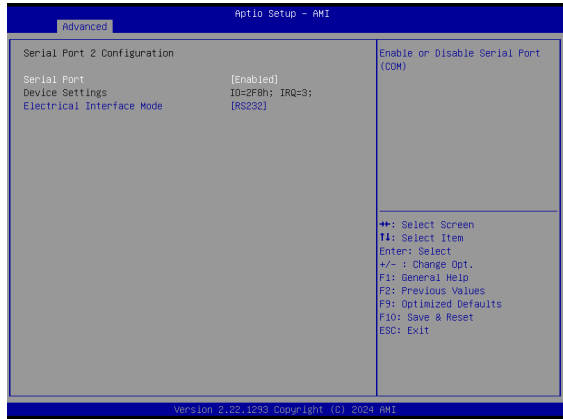 Aptio Setup - AMI
Advanced
Serial Port 2 Configuration
Serial Port [Enabled]
Device Settings IO=2F8h; IRQ=3;
Electrical Interface Mode [RS232]
Enable or Disable Serial Port
(COM)
→←: Select Screen
↑↓: Select Item
Enter: Select
+/- : Change Opt.
F1: General Help
F2: Previous Values
F9: Optimized Defaults
F10: Save & Reset
ESC: Exit
Version 2.22.1293 Copyright (C) 2024 AMI